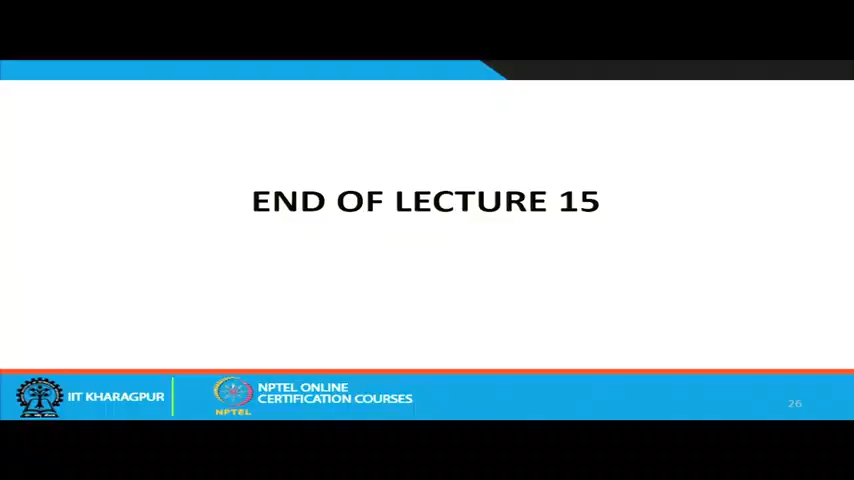 END OF LECTURE 15
IIT KHARAGPUR
NPTEL
NPTEL ONLINE
CERTIFICATION COURSES
26